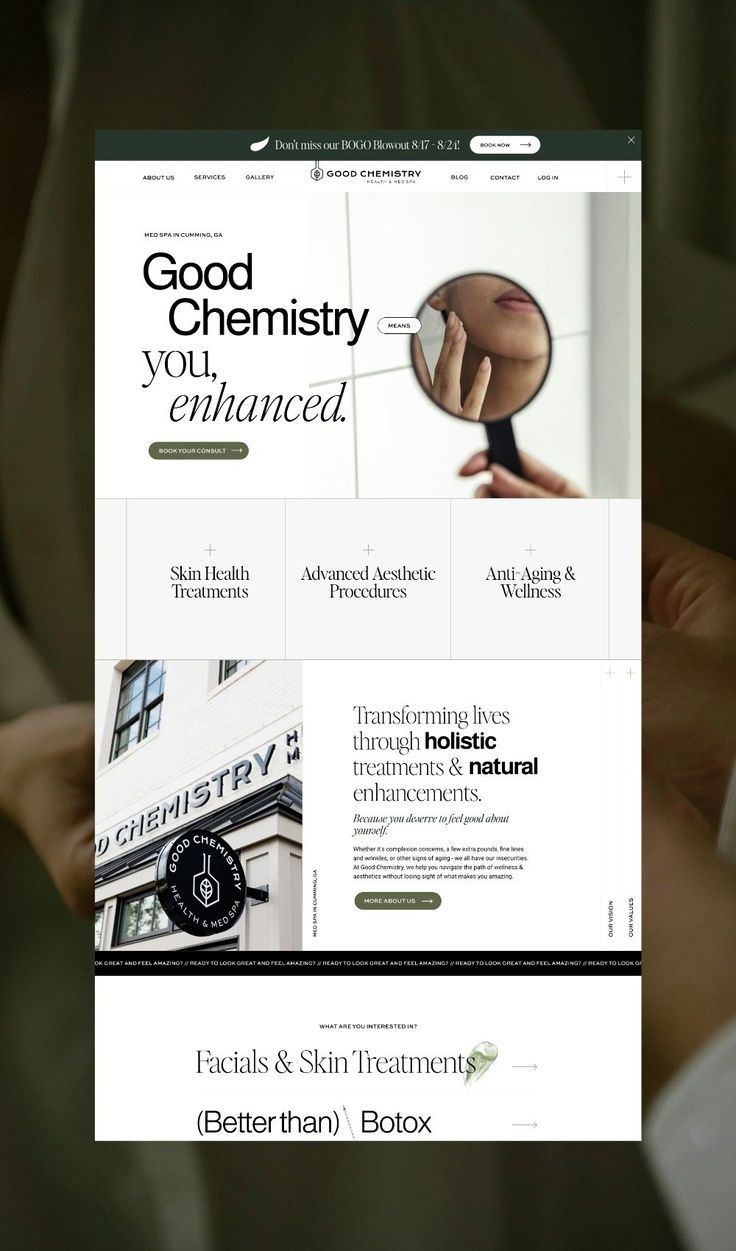 Don't miss our BOGO Blowout 8/17 - 8/24!
BOOK NOW
ABOUT US
SERVICES
GALLERY
GOOD CHEMISTRY
HEALTH & MED SPA
BLOG
CONTACT
LOG IN
MED SPA IN CUMMING, GA
Good
Chemistry
MEANS
you,
enhanced.
BOOK YOUR CONSULT
Skin Health
Treatments
Advanced Aesthetic
Procedures
Anti-Aging &
Wellness
D CHEMISTRY
H
M
GOOD CHEMISTRY
HEALTH & MED SPA
MED SPA IN CUMMING, GA
Transforming lives
through holistic
treatments & natural
enhancements.
Because you deserve to feel good about
yourself.
Whether it's complexion concerns, a few extra pounds, fine lines
and wrinkles, or other signs of aging - we all have our insecurities.
At Good Chemistry, we help you navigate the path of wellness &
aesthetics without losing sight of what makes you amazing.
MORE ABOUT US
OUR VISION
OUR VALUES
OK GREAT AND FEEL AMAZING? // READY TO LOOK GREAT AND FEEL AMAZING? // READY TO LOOK GREAT AND FEEL AMAZING? // READY TO LOOK GREAT AND FEEL AMAZING? // READY TO LOOK G
WHAT ARE YOU INTERESTED IN?
Facials & Skin Treatments
(Better than) Botox